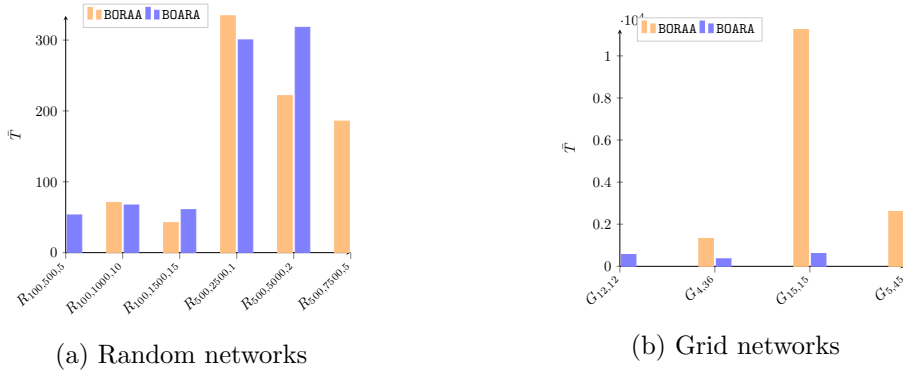 BORAA BOARA
300
200
100
0
T̄
R100,500,5
R100,1000,10
R100,1500,15
R500,2500,1
R500,5000,2
R500,7500,5
(a) Random networks
·10⁴
BORAA BOARA
1
0.8
0.6
0.4
0.2
0
T̄
G12,12
G4,36
G15,15
G5,45
(b) Grid networks